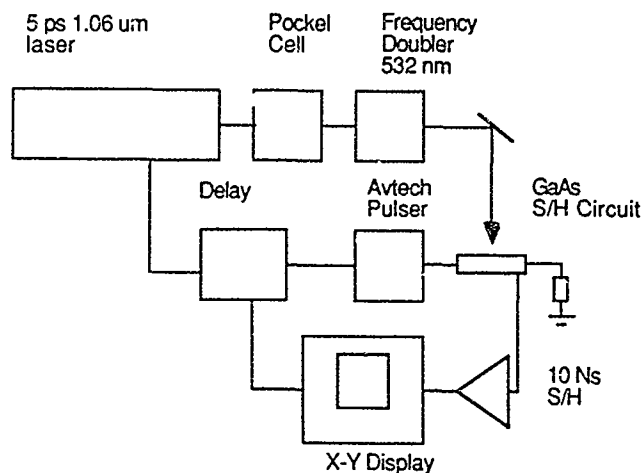 5 ps 1.06 um
laser
Pockel
Cell
Frequency
Doubler
532 nm
Delay
Avtech
Pulser
GaAs
S/H Circuit
10 Ns
S/H
X-Y Display